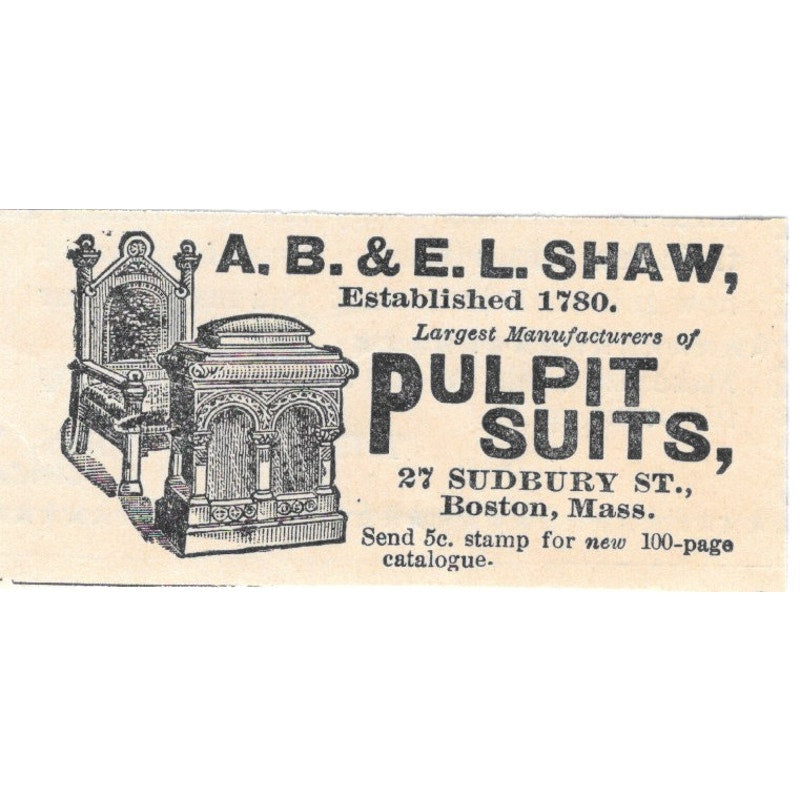 A. B. & E. L. SHAW,
Established 1780.
Largest Manufacturers of
PULPIT
SUITS,
27 SUDBURY ST.,
Boston, Mass.
Send 5c. stamp for new 100-page
catalogue.